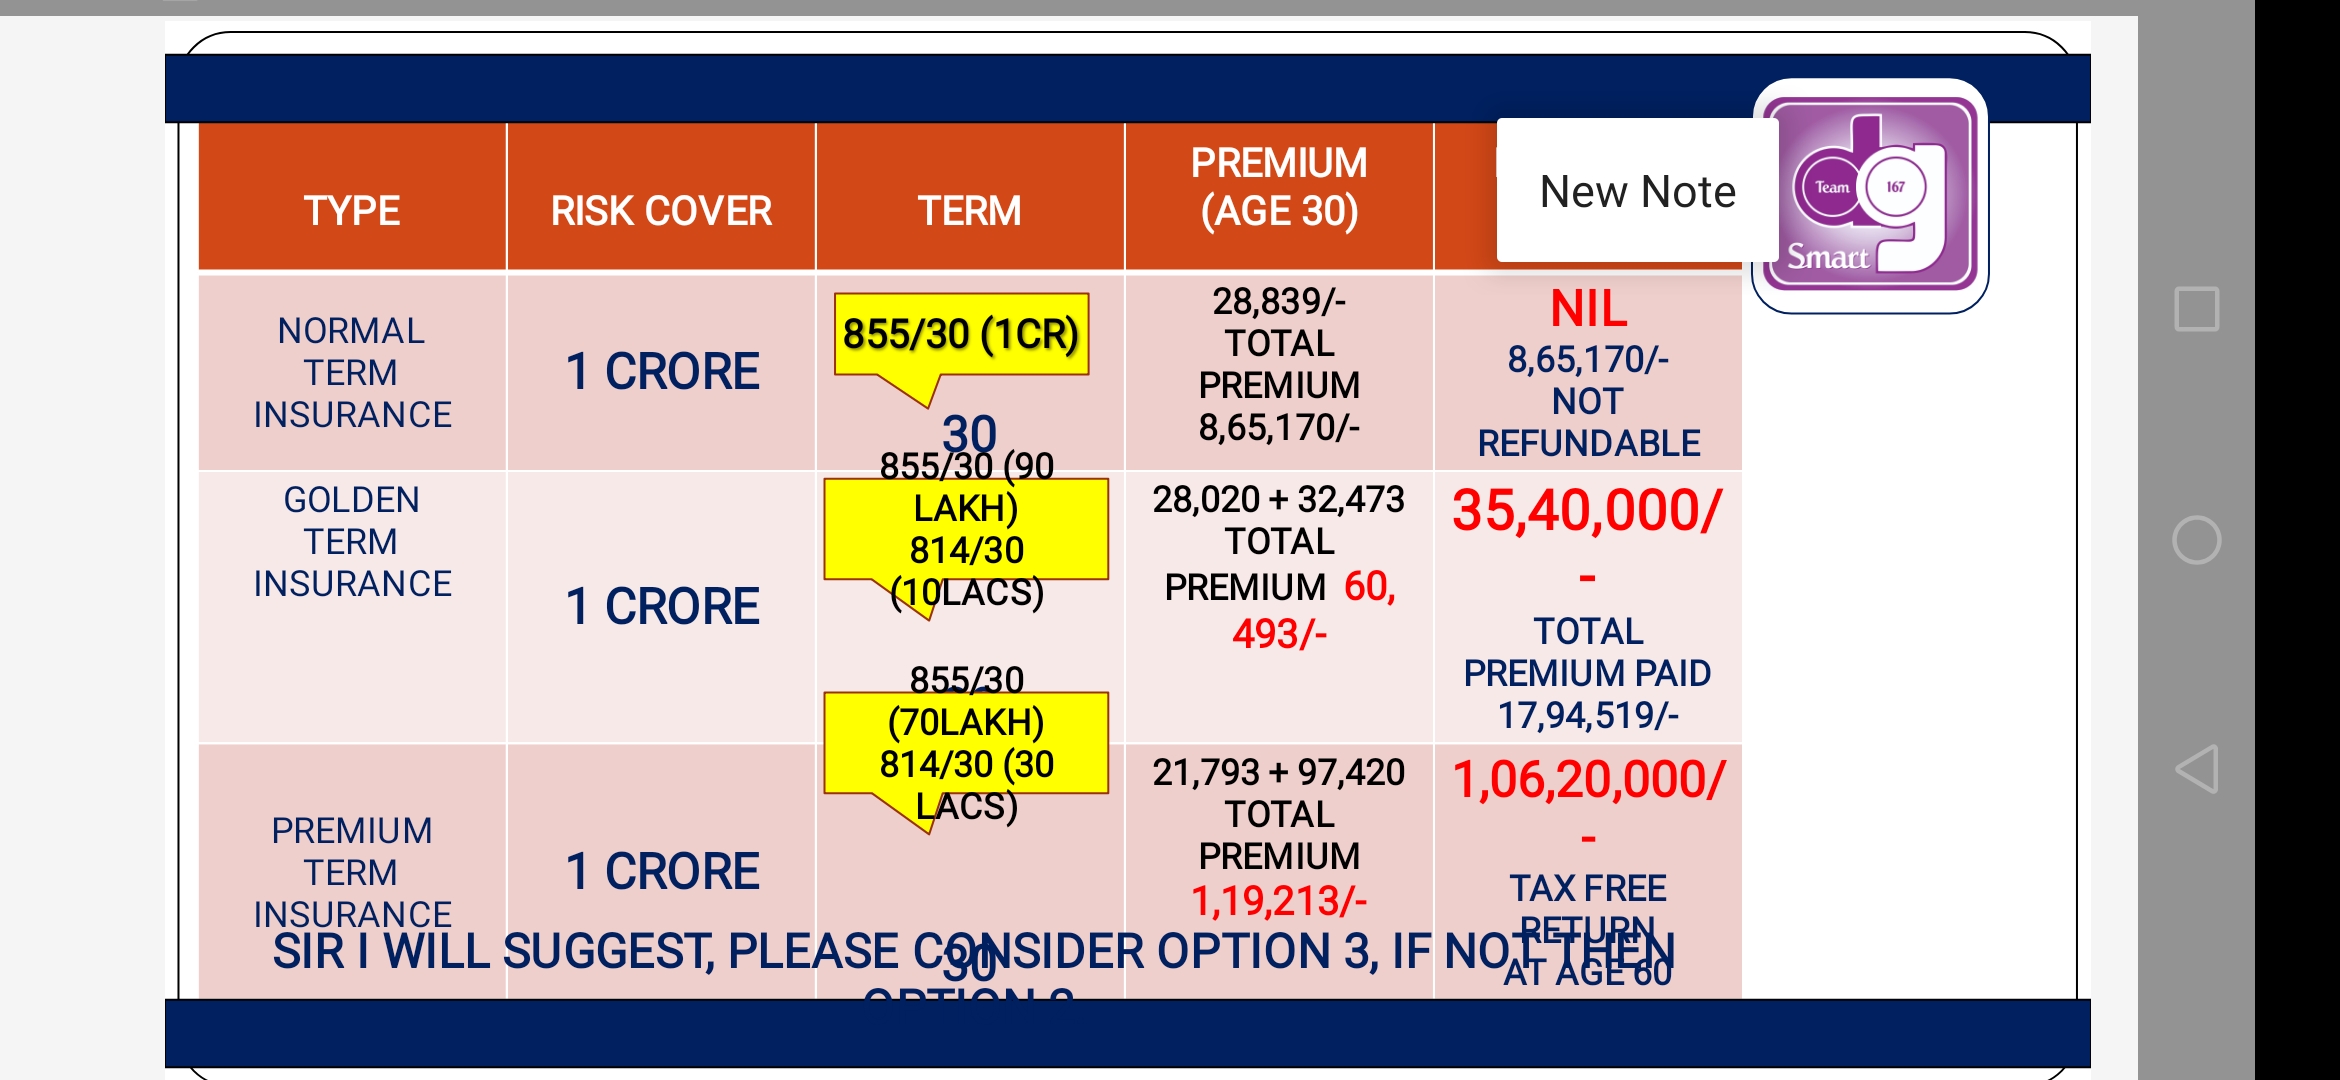 TYPE
RISK COVER
TERM
PREMIUM
(AGE 30)
New Note
Team
167
Smart
NORMAL
TERM
INSURANCE
1 CRORE
855/30 (1CR)
30
28,839/-
TOTAL
PREMIUM
8,65,170/-
NIL
8,65,170/-
NOT
REFUNDABLE
GOLDEN
TERM
INSURANCE
1 CRORE
855/30 (90
LAKH)
814/30
(10LACS)
28,020 + 32,473
TOTAL
PREMIUM 60,
493/-
35,40,000/
-
TOTAL
PREMIUM PAID
17,94,519/-
PREMIUM
TERM
INSURANCE
1 CRORE
855/30
(70LAKH)
814/30 (30
LACS)
30
21,793 + 97,420
TOTAL
PREMIUM
1,19,213/-
1,06,20,000/
-
TAX FREE
RETURN
AT AGE 60
SIR I WILL SUGGEST, PLEASE CONSIDER OPTION 3, IF NOT THEN
OPTION